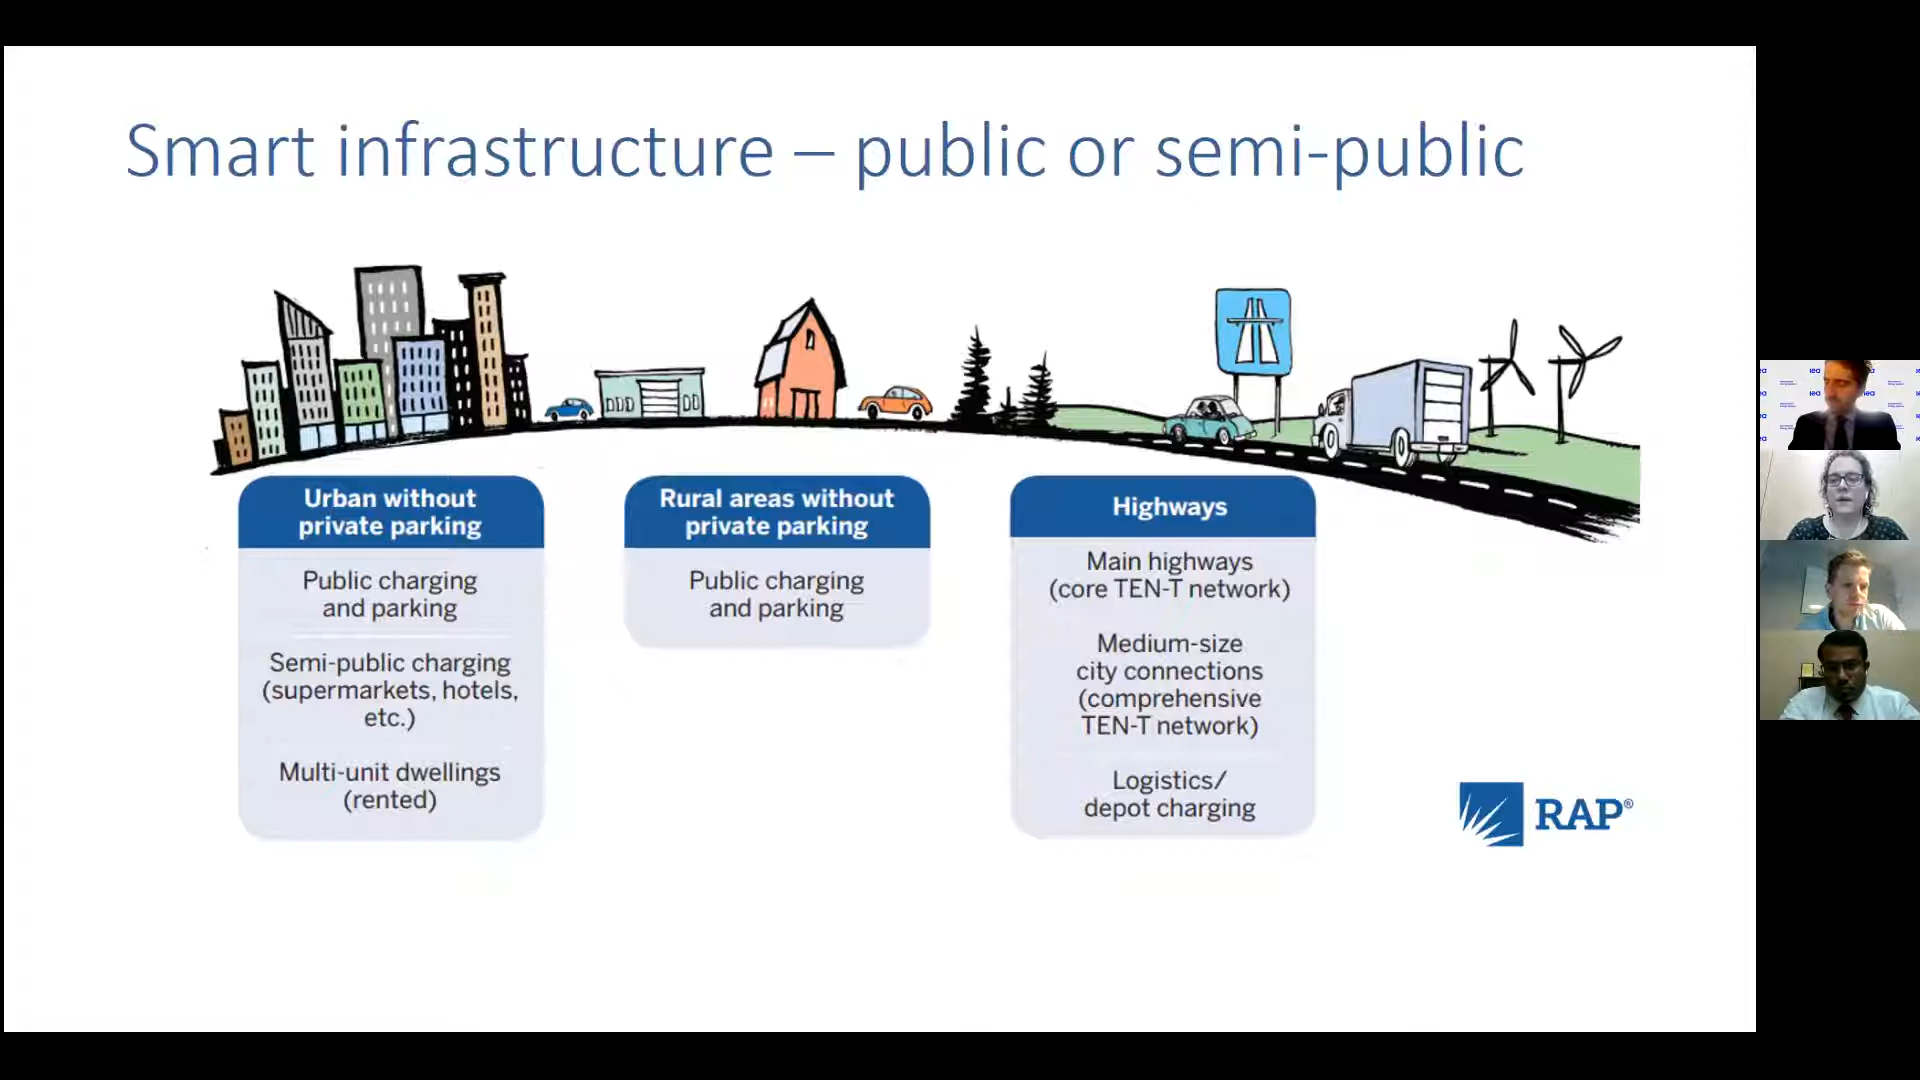 Smart infrastructure – public or semi-public
Urban without
private parking
Public charging
and parking
Semi-public charging
(supermarkets, hotels,
etc.)
Multi-unit dwellings
(rented)
Rural areas without
private parking
Public charging
and parking
Highways
Main highways
(core TEN-T network)
Medium-size
city connections
(comprehensive
TEN-T network)
Logistics/
depot charging
RAP®
iea